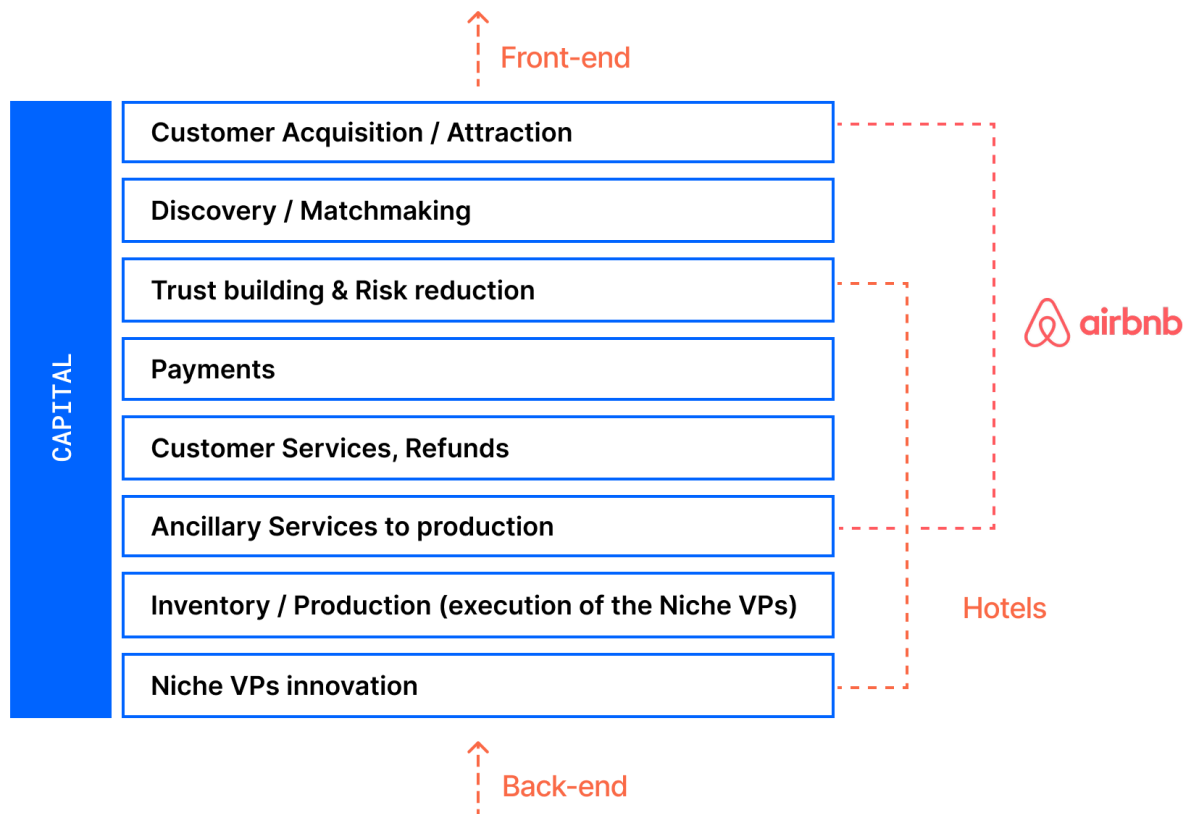 Front-end
CAPITAL
Customer Acquisition / Attraction
Discovery / Matchmaking
Trust building & Risk reduction
Payments
Customer Services, Refunds
Ancillary Services to production
Inventory / Production (execution of the Niche VPs)
Niche VPs innovation
airbnb
Hotels
Back-end